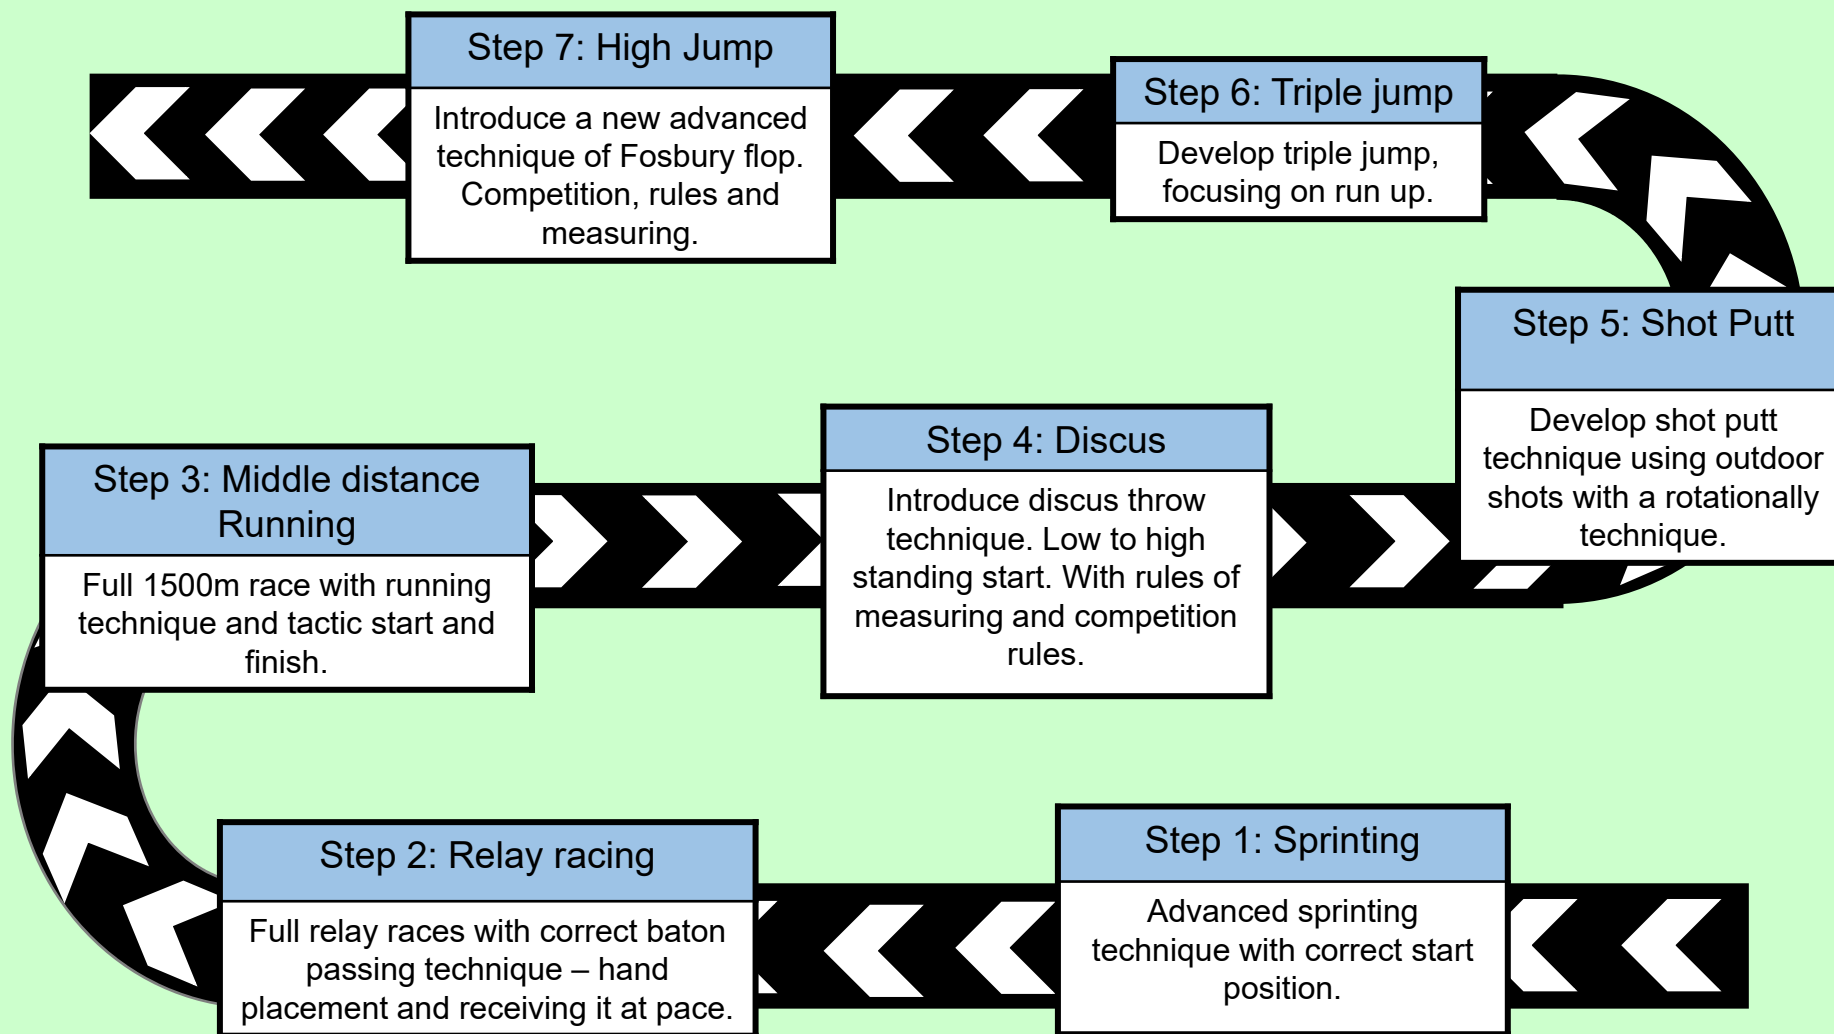 Step 7: High Jump
Introduce a new advanced
technique of Fosbury flop.
Competition, rules and
measuring.
Step 6: Triple jump
Develop triple jump,
focusing on run up.
Step 5: Shot Putt
Develop shot putt
technique using outdoor
shots with a rotationally
technique.
Step 4: Discus
Introduce discus throw
technique. Low to high
standing start. With rules of
measuring and competition
rules.
Step 3: Middle distance
Running
Full 1500m race with running
technique and tactic start and
finish.
Step 2: Relay racing
Full relay races with correct baton
passing technique – hand
placement and receiving it at pace.
Step 1: Sprinting
Advanced sprinting
technique with correct start
position.